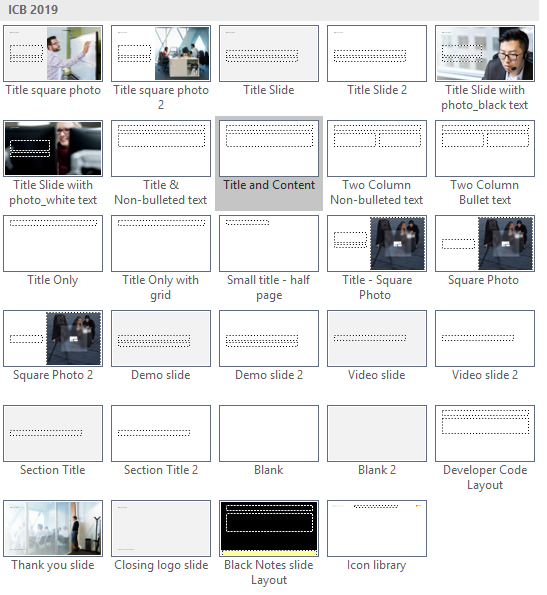 ICB 2019
Title square photo
Title square photo
2
Title Slide
Title Slide 2
Title Slide wiith
photo_black text
Title Slide wiith
photo_white text
Title &
Non-bulleted text
Title and Content
Two Column
Non-bulleted text
Two Column
Bullet text
Title Only
Title Only with
grid
Small title - half
page
Title - Square
Photo
Square Photo
Square Photo 2
Demo slide
Demo slide 2
Video slide
Video slide 2
Section Title
Section Title 2
Blank
Blank 2
Developer Code
Layout
Thank you slide
Closing logo slide
Black Notes slide
Layout
Icon library